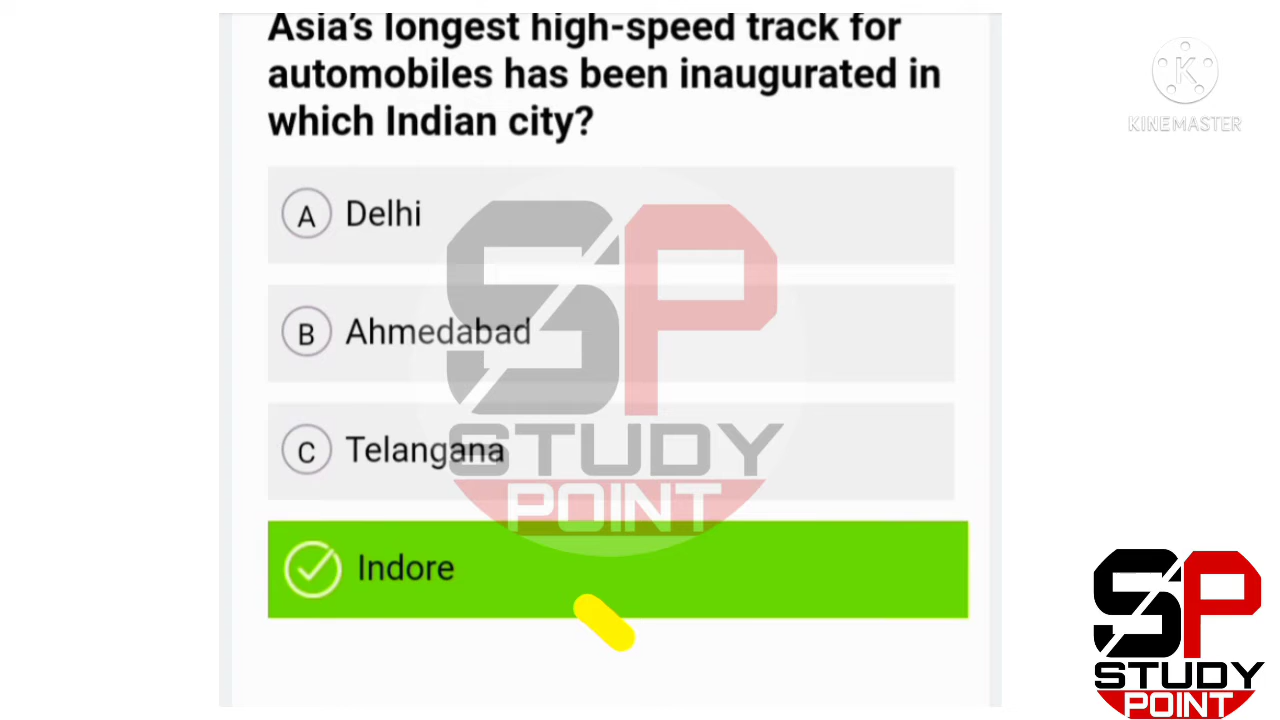 Asia's longest high-speed track for
automobiles has been inaugurated in
which Indian city?
KINEMASTER
A Delhi
B Ahmedabad
C Telangana
Indore
SP
STUDY
POINT
SP
STUDY
POINT